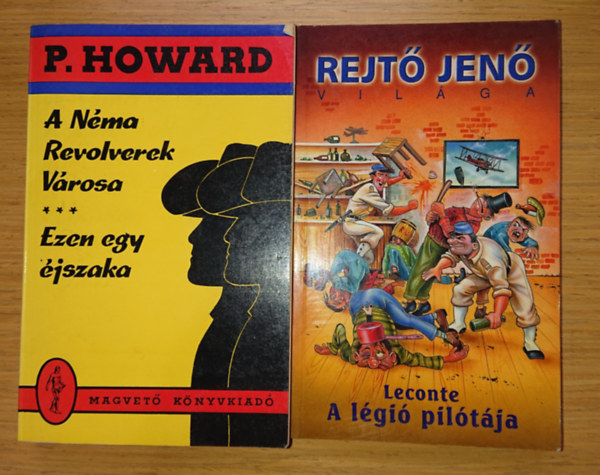 P. HOWARD
A Néma
Revolverek
Városa
***
Ezen egy
éjszaka
MAGVETŐ KÖNYVKIADÓ
REJTŐ JENŐ
VILÁGA
Leconte
A légió pilótája